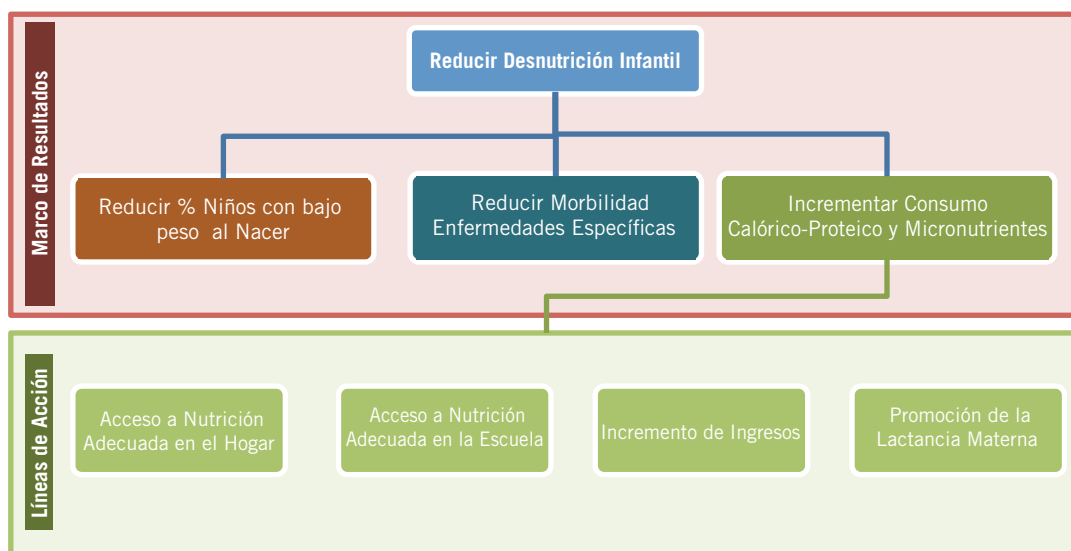 Marco de Resultados
Reducir Desnutrición Infantil
Reducir % Niños con bajo
peso al Nacer
Reducir Morbilidad
Enfermedades Específicas
Incrementar Consumo
Calórico-Proteico y Micronutrientes
Líneas de Acción
Acceso a Nutrición
Adecuada en el Hogar
Acceso a Nutrición
Adecuada en la Escuela
Incremento de Ingresos
Promoción de la
Lactancia Materna